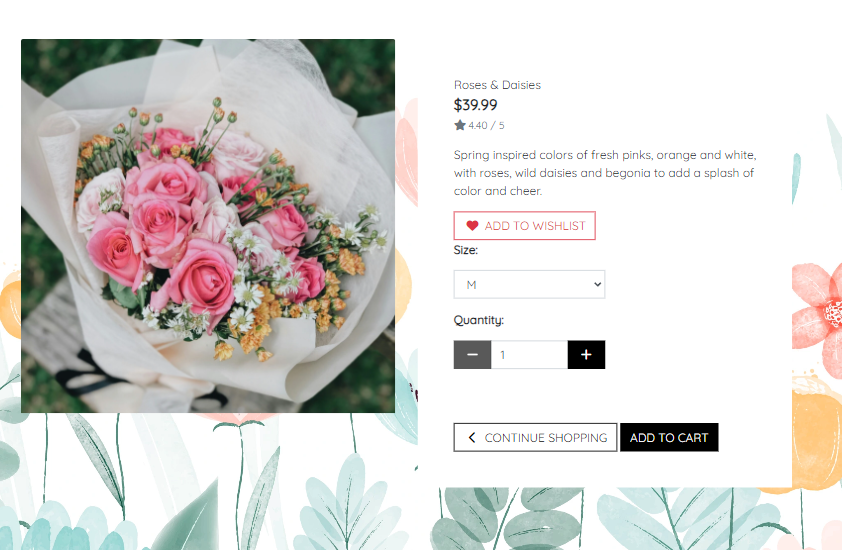 Roses & Daisies
$39.99
4.40 / 5
Spring inspired colors of fresh pinks, orange and white,
with roses, wild daisies and begonia to add a splash of
color and cheer.
ADD TO WISHLIST
Size:
M
Quantity:
1
CONTINUE SHOPPING ADD TO CART